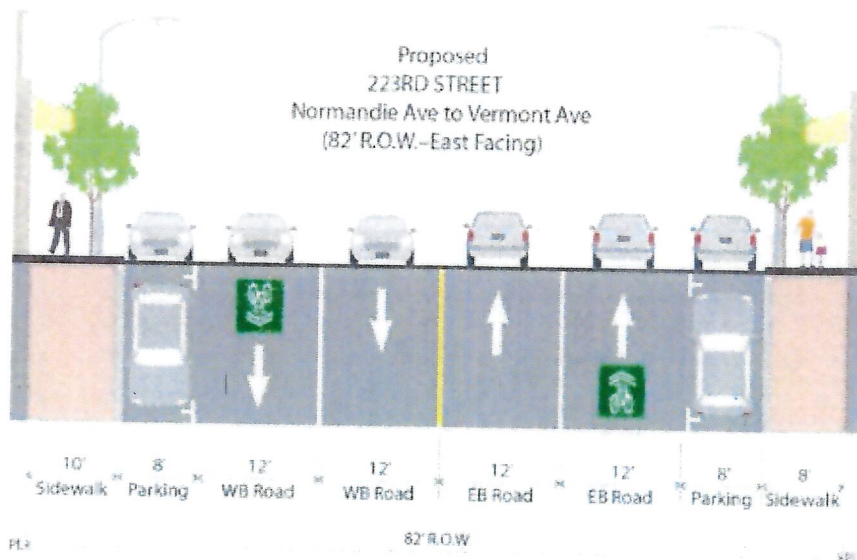 Proposed
223RD STREET
Normandie Ave to Vermont Ave
(82' R.O.W.–East Facing)
10' 8' 12' 12' 12' 12' 8' 8'
Sidewalk Parking WB Road WB Road EB Road EB Road Parking Sidewalk
82' R.O.W